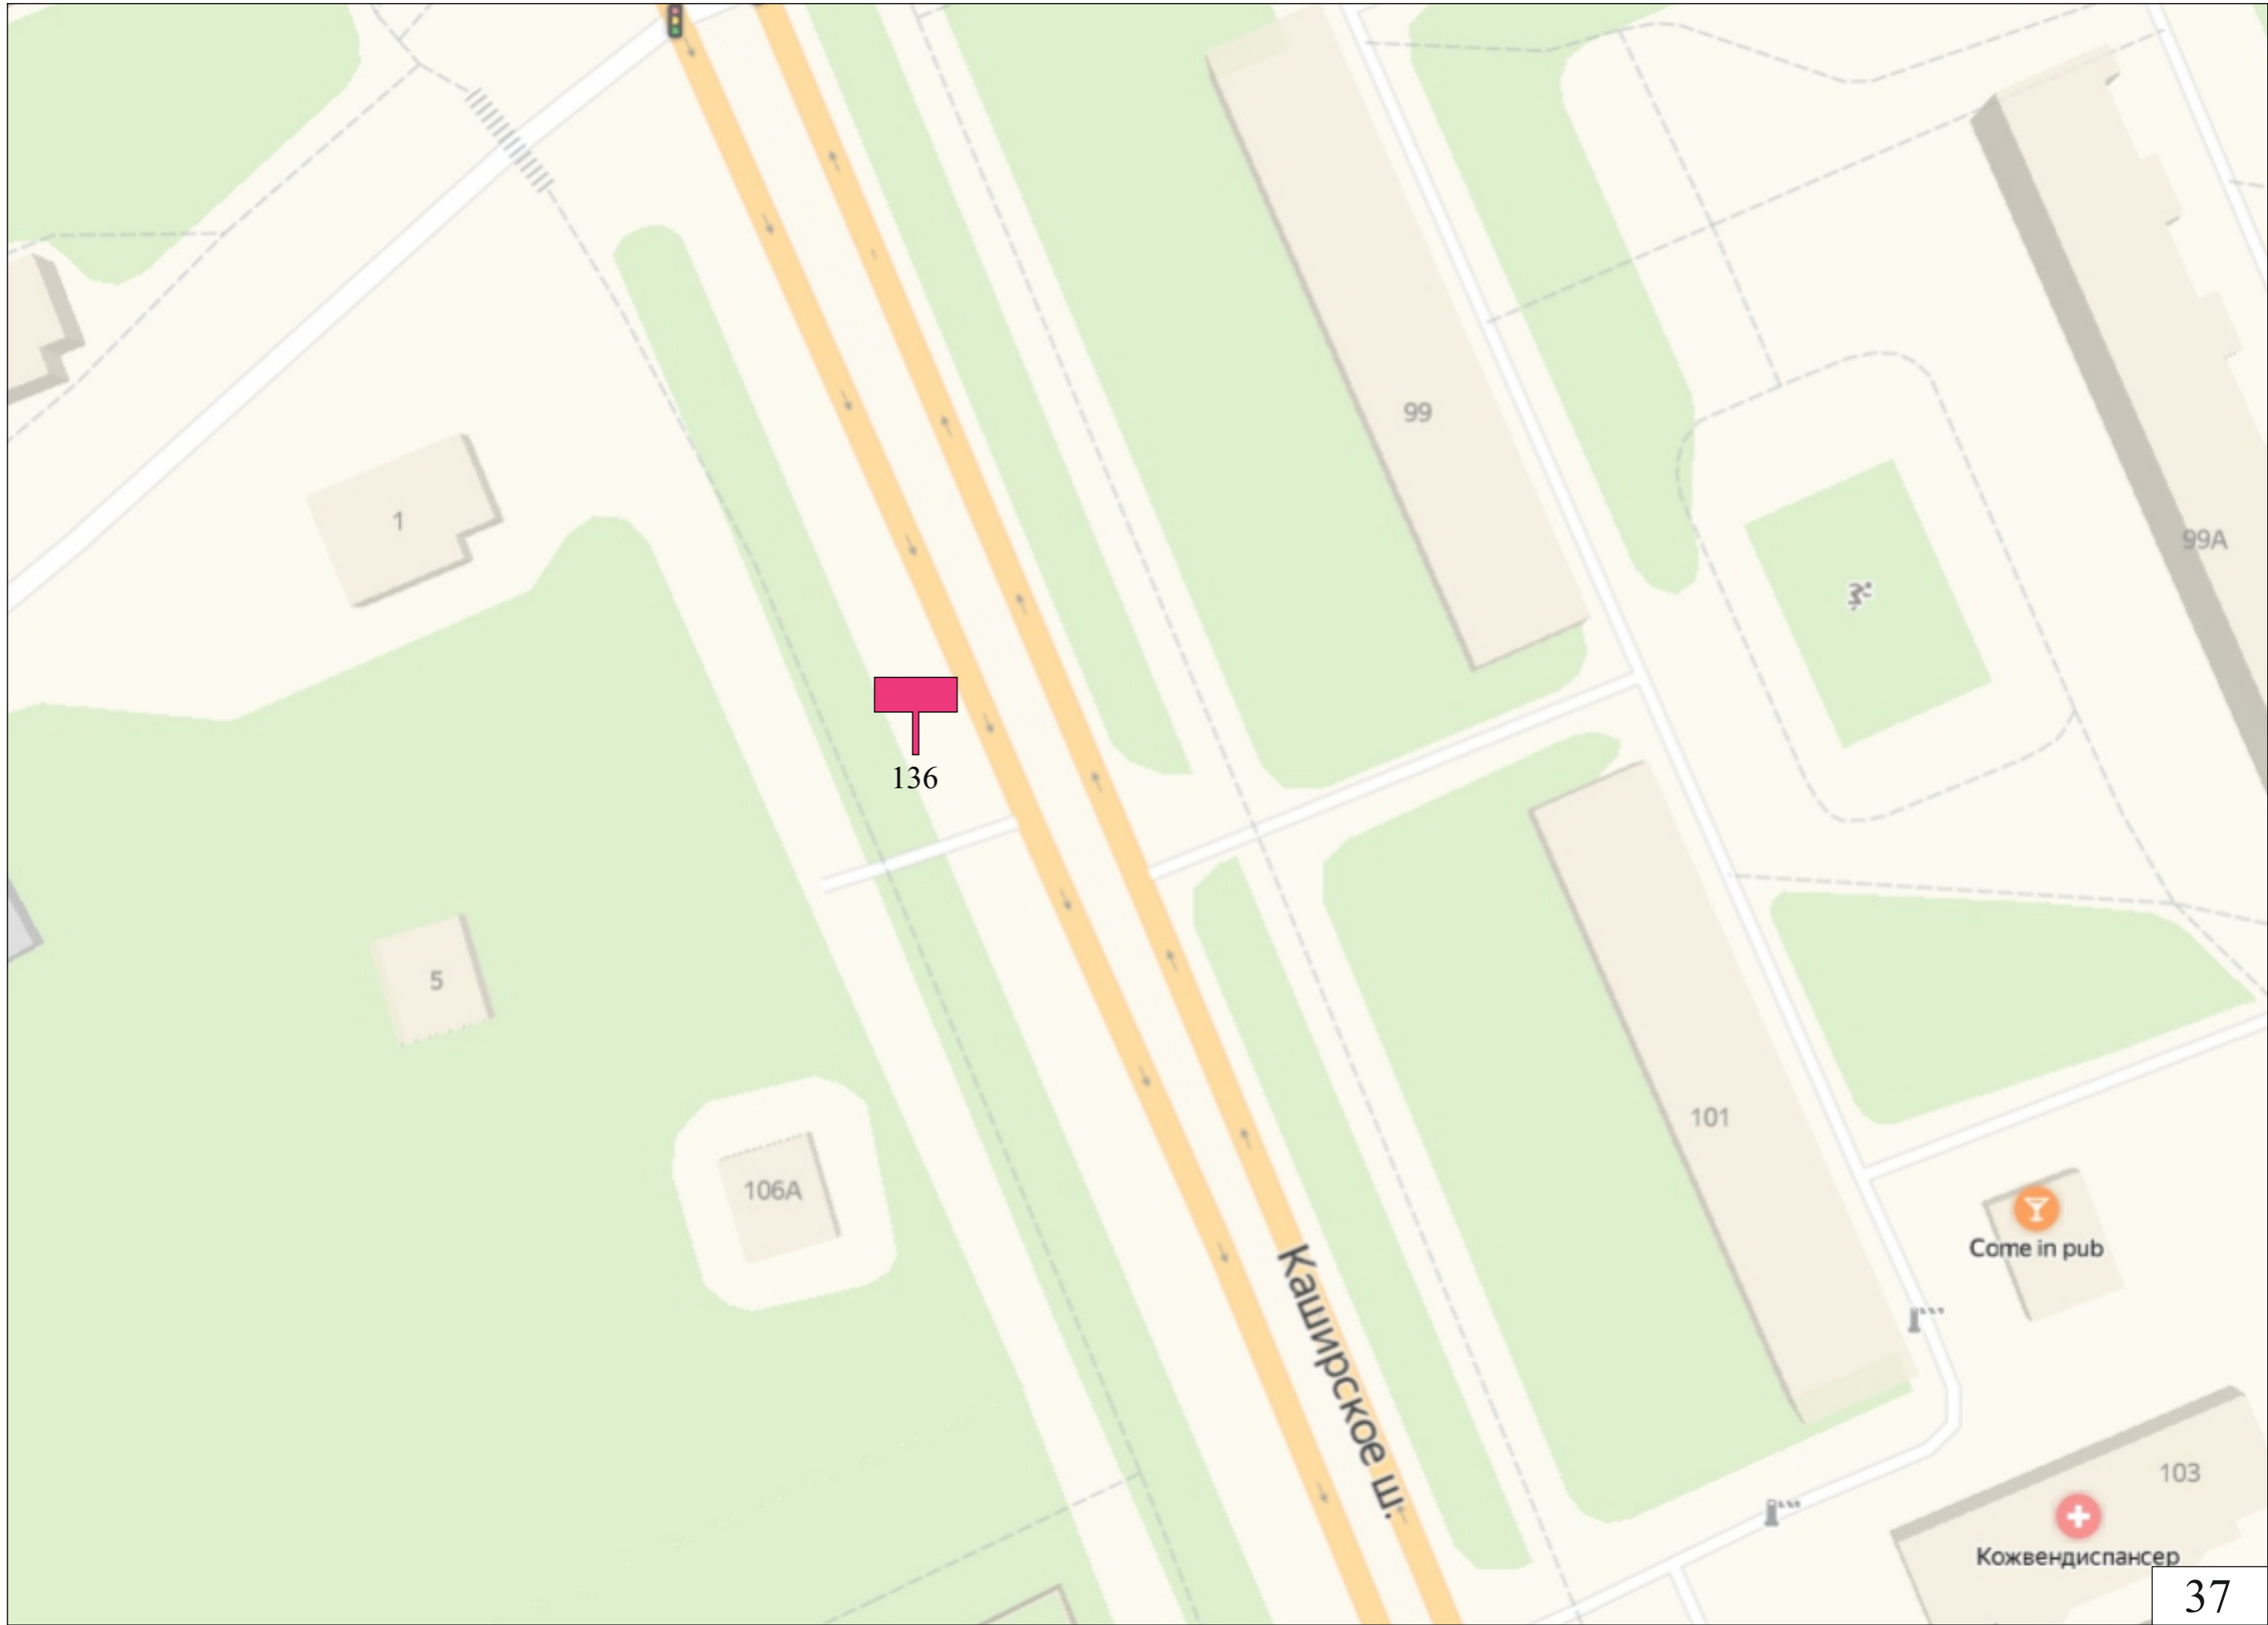 99
1
99А
136
5
101
106А
Come in pub
Каширское ш.
103
Кожвендиспансер
37